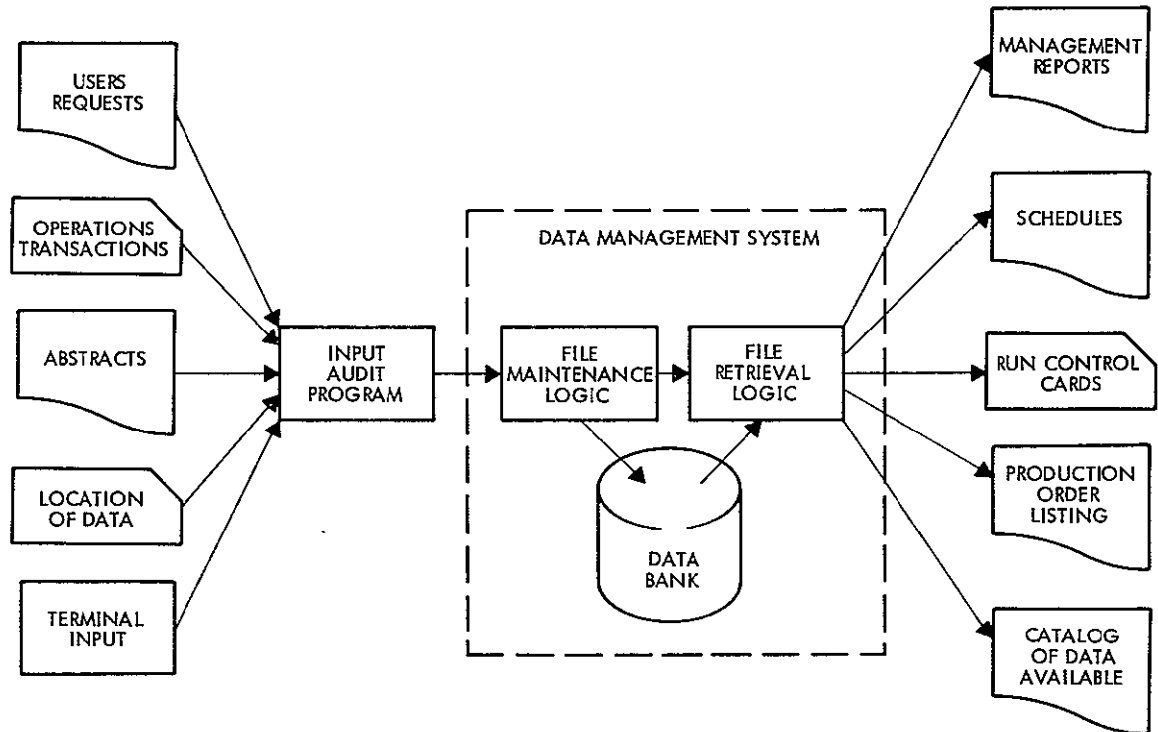 USERS
REQUESTS
OPERATIONS
TRANSACTIONS
ABSTRACTS
LOCATION
OF DATA
TERMINAL
INPUT
INPUT
AUDIT
PROGRAM
DATA MANAGEMENT SYSTEM
FILE
MAINTENANCE
LOGIC
FILE
RETRIEVAL
LOGIC
DATA
BANK
MANAGEMENT
REPORTS
SCHEDULES
RUN CONTROL
CARDS
PRODUCTION
ORDER
LISTING
CATALOG
OF DATA
AVAILABLE